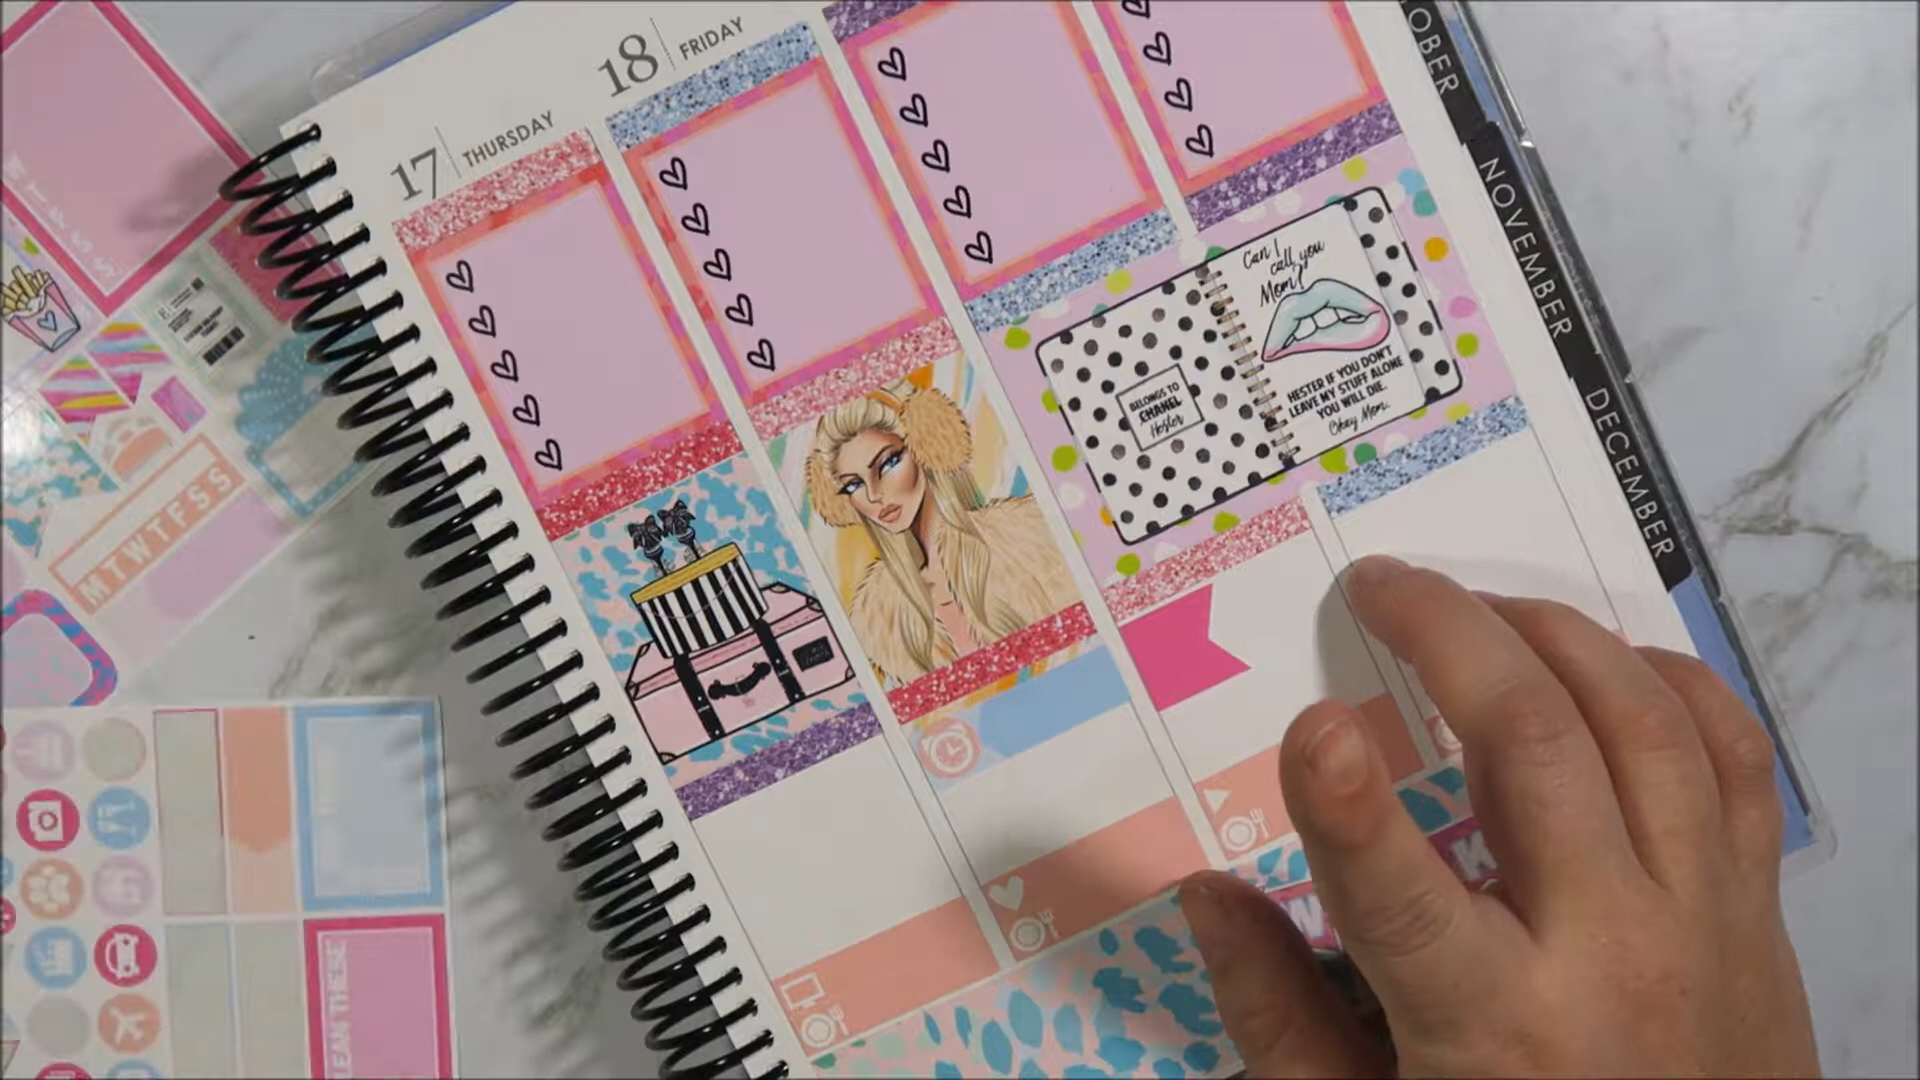 17 THURSDAY
18 FRIDAY
OBER
NOVEMBER
DECEMBER
Can I
call you
Mom?
HESTER IF YOU DON'T
LEAVE MY STUFF ALONE
YOU WILL DIE.
Okay Mom.
BELONGS TO
CHANEL
Hester
MTWTFSS
LEAN THESE